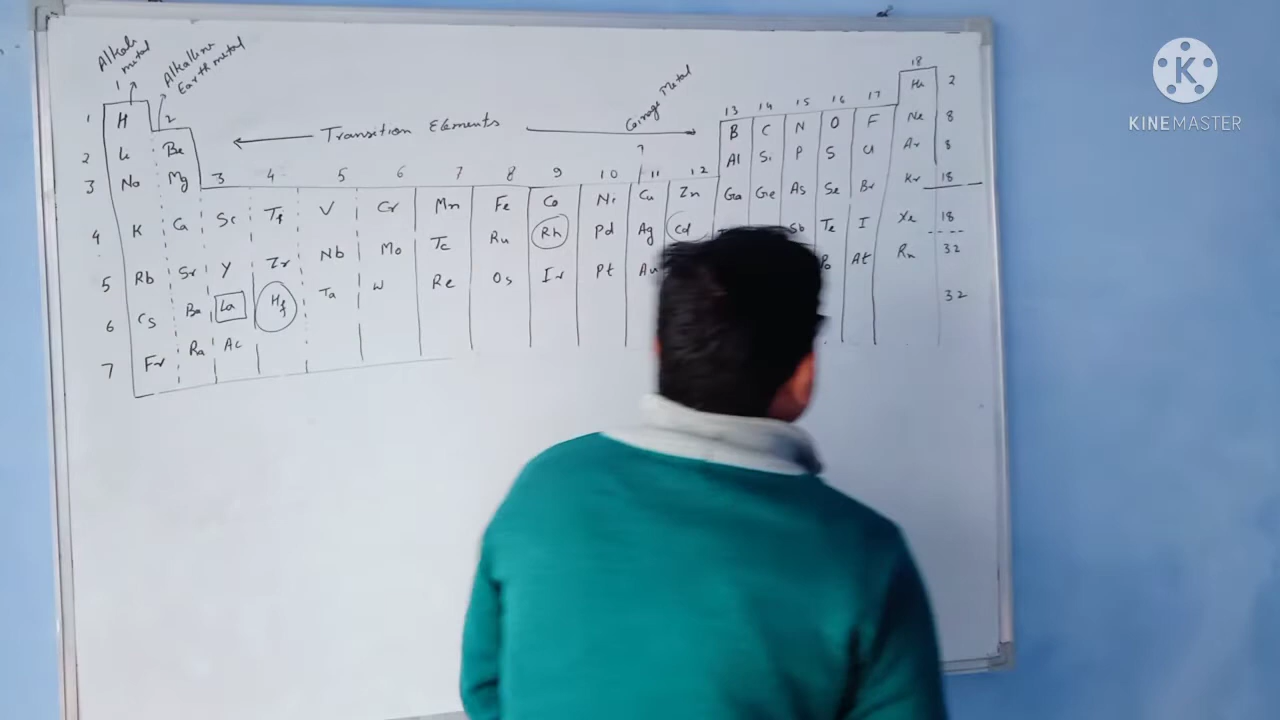 Alkali metal
Alkaline Earth metal
Coinage Metal
Transition Elements
K
KINEMASTER
1 2 3 4 5 6 7 8 9 10 11 12 13 14 15 16 17 18
1 H He 2
2 Li Be B C N O F Ne 8
3 Na Mg Al Si P S Cl Ar 8
4 K Ca Sc V Cr Mn Fe Co Ni Cu Zn Ga Ge As Se Br Kr 18
5 Rb Sr Y Zr Nb Mo Tc Ru Rh Pd Ag Cd Sb Te I Xe 18
6 Cs Ba La Hf Ta W Re Os Ir Pt Au Po At Rn 32
7 Fr Ra Ac 32